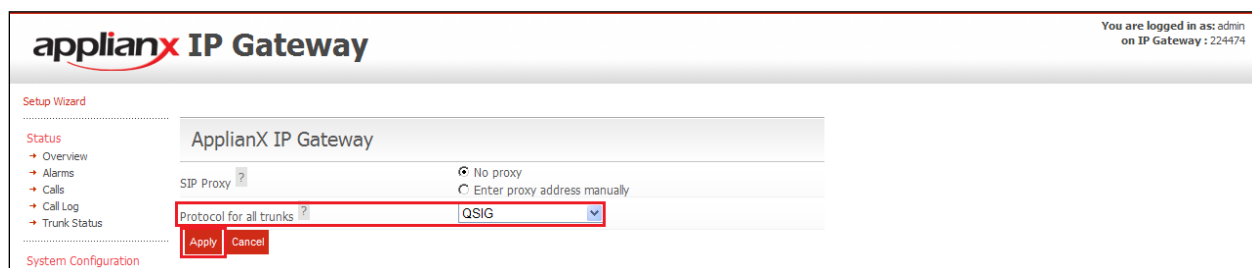 applianx IP Gateway
You are logged in as: admin
on IP Gateway : 224474
Setup Wizard
Status
Overview
Alarms
Calls
Call Log
Trunk Status
System Configuration
ApplianX IP Gateway
SIP Proxy ?
No proxy
Enter proxy address manually
Protocol for all trunks ?
QSIG
Apply Cancel